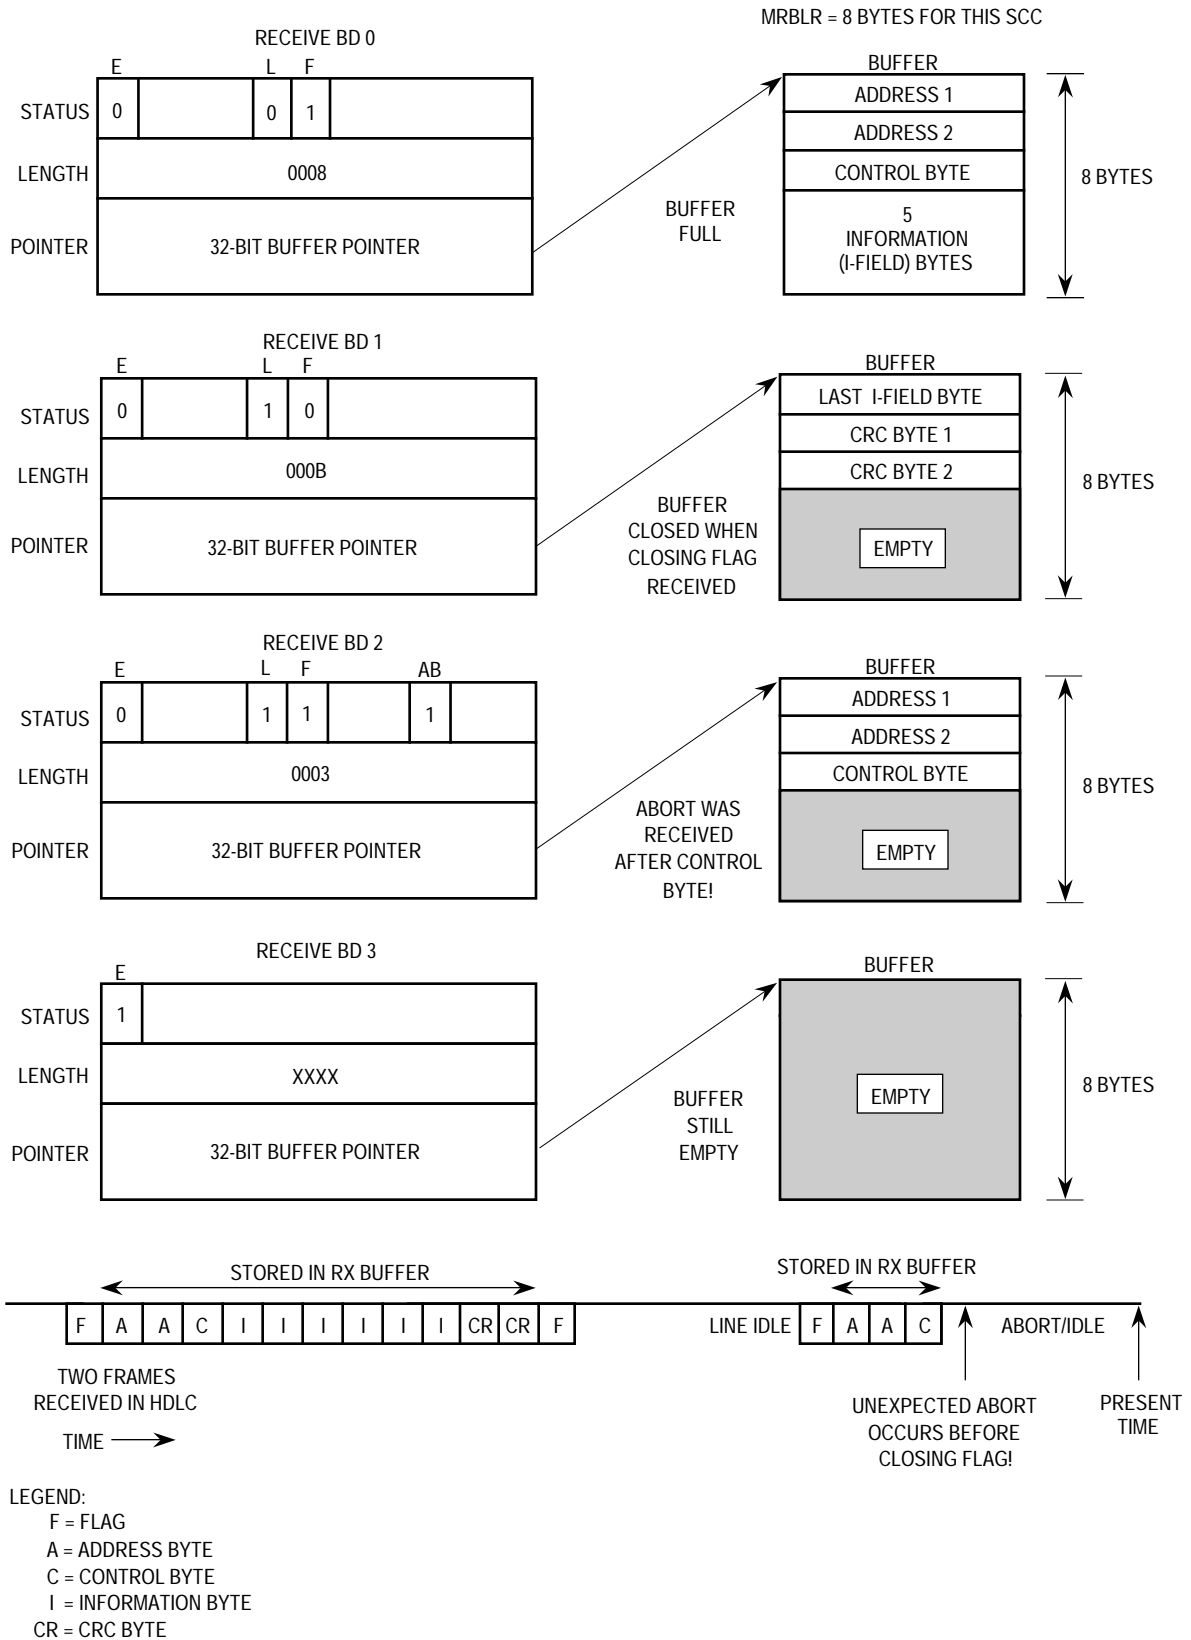 MRBLR = 8 BYTES FOR THIS SCC
RECEIVE BD 0
E L F
STATUS 0 0 1
LENGTH 0008
POINTER 32-BIT BUFFER POINTER
BUFFER
FULL
BUFFER
ADDRESS 1
ADDRESS 2
CONTROL BYTE
5
INFORMATION
(I-FIELD) BYTES
8 BYTES
RECEIVE BD 1
E L F
STATUS 0 1 0
LENGTH 000B
POINTER 32-BIT BUFFER POINTER
BUFFER
CLOSED WHEN
CLOSING FLAG
RECEIVED
BUFFER
LAST I-FIELD BYTE
CRC BYTE 1
CRC BYTE 2
EMPTY
8 BYTES
RECEIVE BD 2
E L F AB
STATUS 0 1 1 1
LENGTH 0003
POINTER 32-BIT BUFFER POINTER
ABORT WAS
RECEIVED
AFTER CONTROL
BYTE!
BUFFER
ADDRESS 1
ADDRESS 2
CONTROL BYTE
EMPTY
8 BYTES
RECEIVE BD 3
E
STATUS 1
LENGTH XXXX
POINTER 32-BIT BUFFER POINTER
BUFFER
STILL
EMPTY
BUFFER
EMPTY
8 BYTES
STORED IN RX BUFFER STORED IN RX BUFFER
F A A C I I I I I I CR CR F LINE IDLE F A A C ABORT/IDLE
TWO FRAMES
RECEIVED IN HDLC
TIME
UNEXPECTED ABORT
OCCURS BEFORE
CLOSING FLAG!
PRESENT
TIME
LEGEND:
F = FLAG
A = ADDRESS BYTE
C = CONTROL BYTE
I = INFORMATION BYTE
CR = CRC BYTE